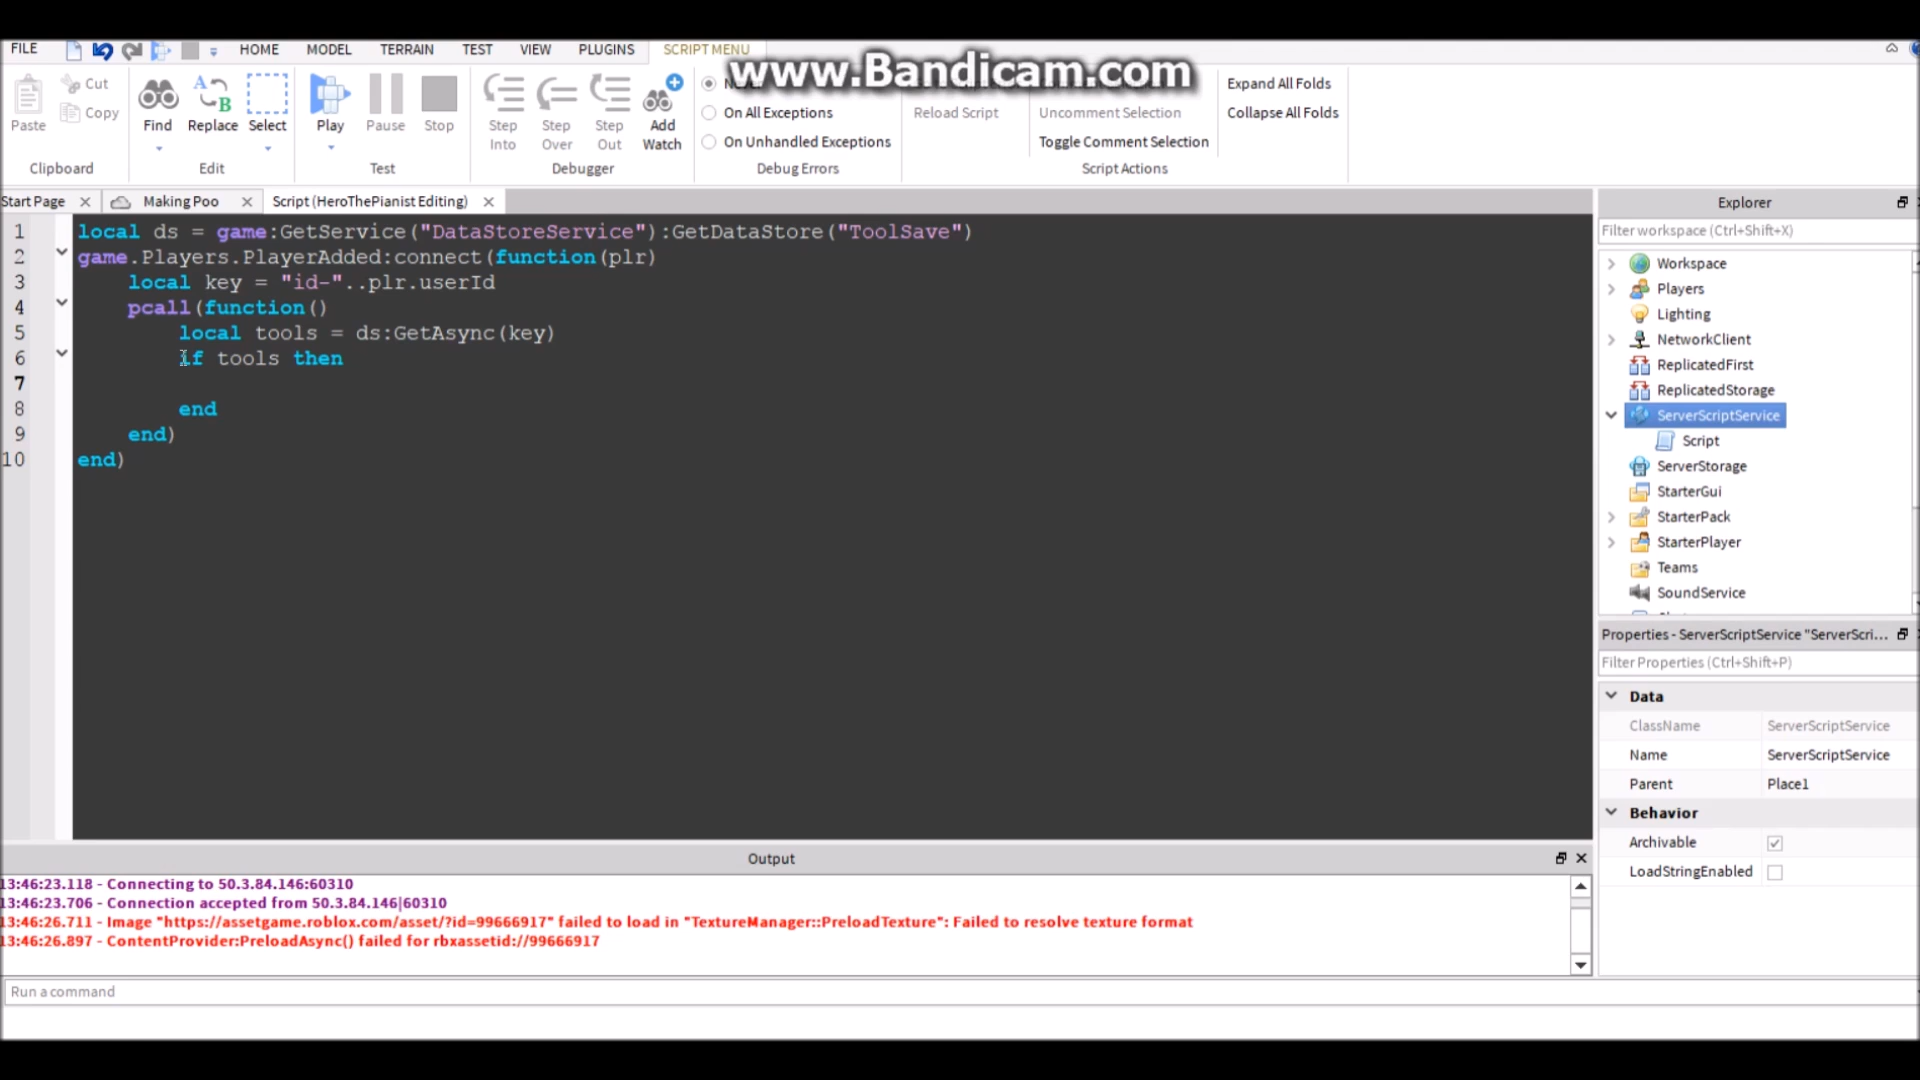 FILE HOME MODEL TERRAIN TEST VIEW PLUGINS SCRIPT MENU
www.Bandicam.com
Paste
Cut
Copy
Clipboard
Find
Replace
Select
Edit
Play
Pause
Stop
Test
Step Into
Step Over
Step Out
Add Watch
Debugger
On All Exceptions
On Unhandled Exceptions
Debug Errors
Reload Script
Uncomment Selection
Toggle Comment Selection
Script Actions
Expand All Folds
Collapse All Folds
Start Page
Making Poo
Script (HeroThePianist Editing)
1 local ds = game:GetService("DataStoreService"):GetDataStore("ToolSave")
2 game.Players.PlayerAdded:connect(function(plr)
3 local key = "id-"..plr.userId
4 pcall(function()
5 local tools = ds:GetAsync(key)
6 if tools then
7
8 end
9 end)
10 end)
Output
13:46:23.118 - Connecting to 50.3.84.146:60310
13:46:23.706 - Connection accepted from 50.3.84.146|60310
13:46:26.711 - Image "https://assetgame.roblox.com/asset/?id=99666917" failed to load in "TextureManager::PreloadTexture": Failed to resolve texture format
13:46:26.897 - ContentProvider:PreloadAsync() failed for rbxassetid://99666917
Run a command
Explorer
Filter workspace (Ctrl+Shift+X)
Workspace
Players
Lighting
NetworkClient
ReplicatedFirst
ReplicatedStorage
ServerScriptService
Script
ServerStorage
StarterGui
StarterPack
StarterPlayer
Teams
SoundService
Properties - ServerScriptService "ServerScri...
Filter Properties (Ctrl+Shift+P)
Data
ClassName ServerScriptService
Name ServerScriptService
Parent Place1
Behavior
Archivable
LoadStringEnabled